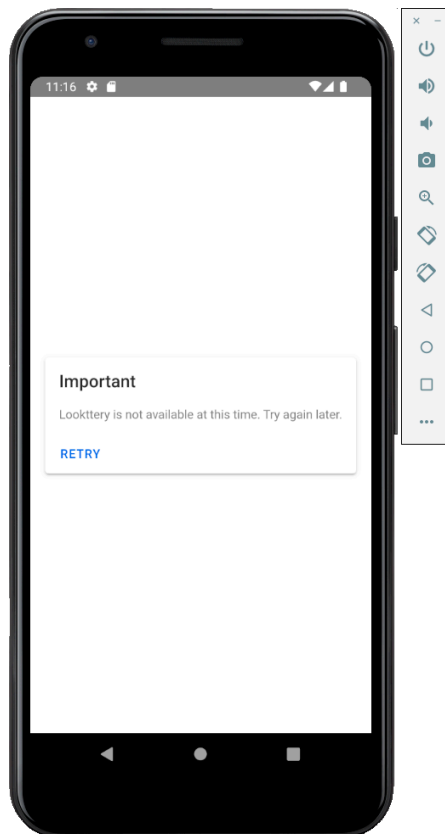 11:16
Important
Lookttery is not available at this time. Try again later.
RETRY